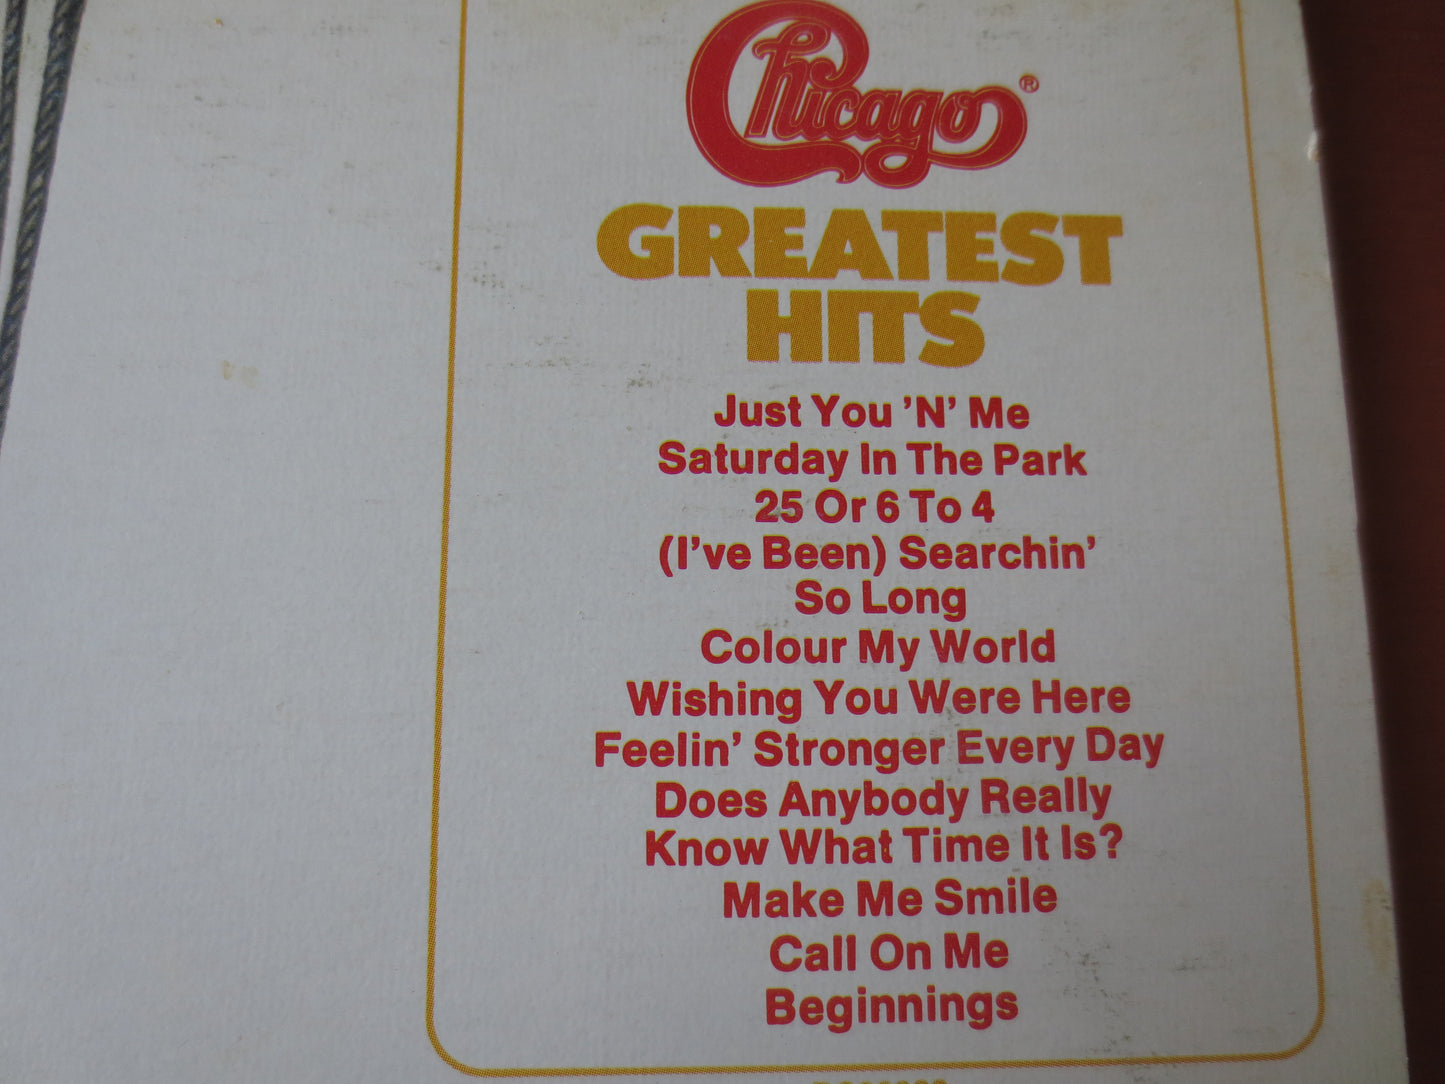 Chicago®
GREATEST
HITS
Just You ’N’ Me
Saturday In The Park
25 Or 6 To 4
(I’ve Been) Searchin’
So Long
Colour My World
Wishing You Were Here
Feelin’ Stronger Every Day
Does Anybody Really
Know What Time It Is?
Make Me Smile
Call On Me
Beginnings